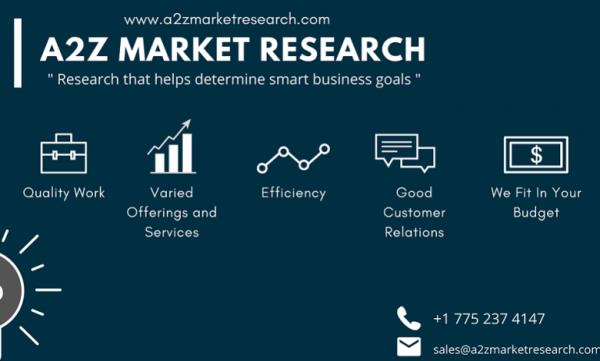 www.a2zmarketresearch.com
A2Z MARKET RESEARCH
" Research that helps determine smart business goals "
Quality Work
Varied
Offerings and
Services
Efficiency
Good
Customer
Relations
$
We Fit In Your
Budget
+1 775 237 4147
sales@a2zmarketresearch.com